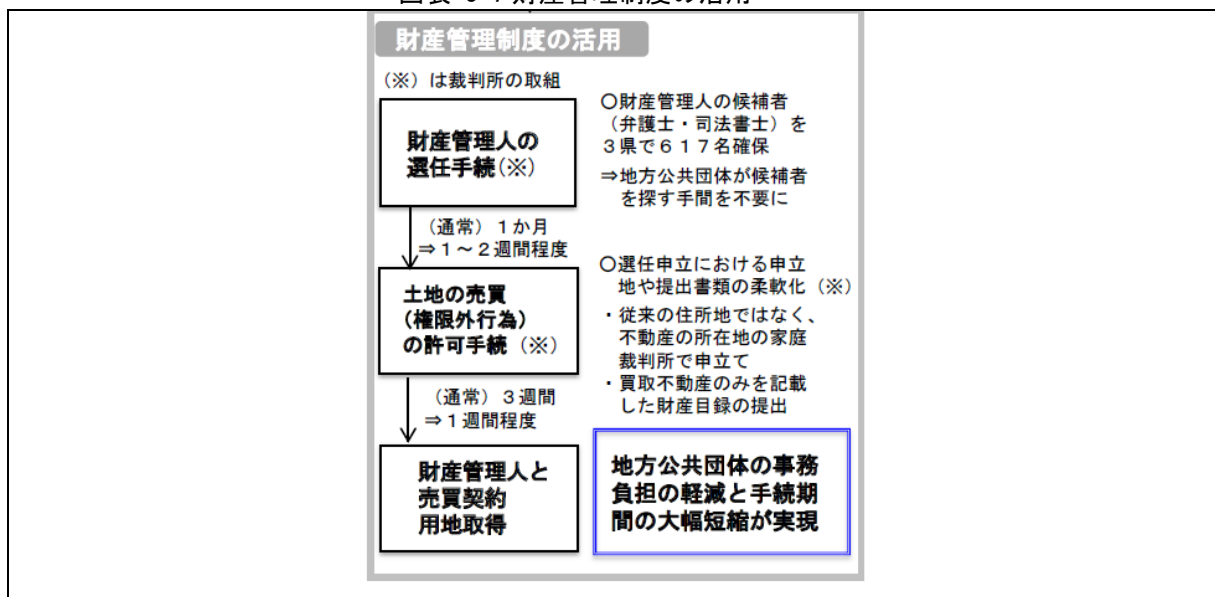 財産管理制度の活用
(※)は裁判所の取組
財産管理人の
選任手続(※)
(通常)1か月
⇒1~2週間程度
土地の売買
(権限外行為)
の許可手続(※)
(通常)3週間
⇒1週間程度
財産管理人と
売買契約
用地取得
〇財産管理人の候補者
(弁護士・司法書士)を
3県で617名確保
⇒地方公共団体が候補者
を探す手間を不要に
〇選任申立における申立
地や提出書類の柔軟化(※)
・従来の住所地ではなく、
不動産の所在地の家庭
裁判所で申立て
・買取不動産のみを記載
した財産目録の提出
地方公共団体の事務
負担の軽減と手続期
間の大幅短縮が実現